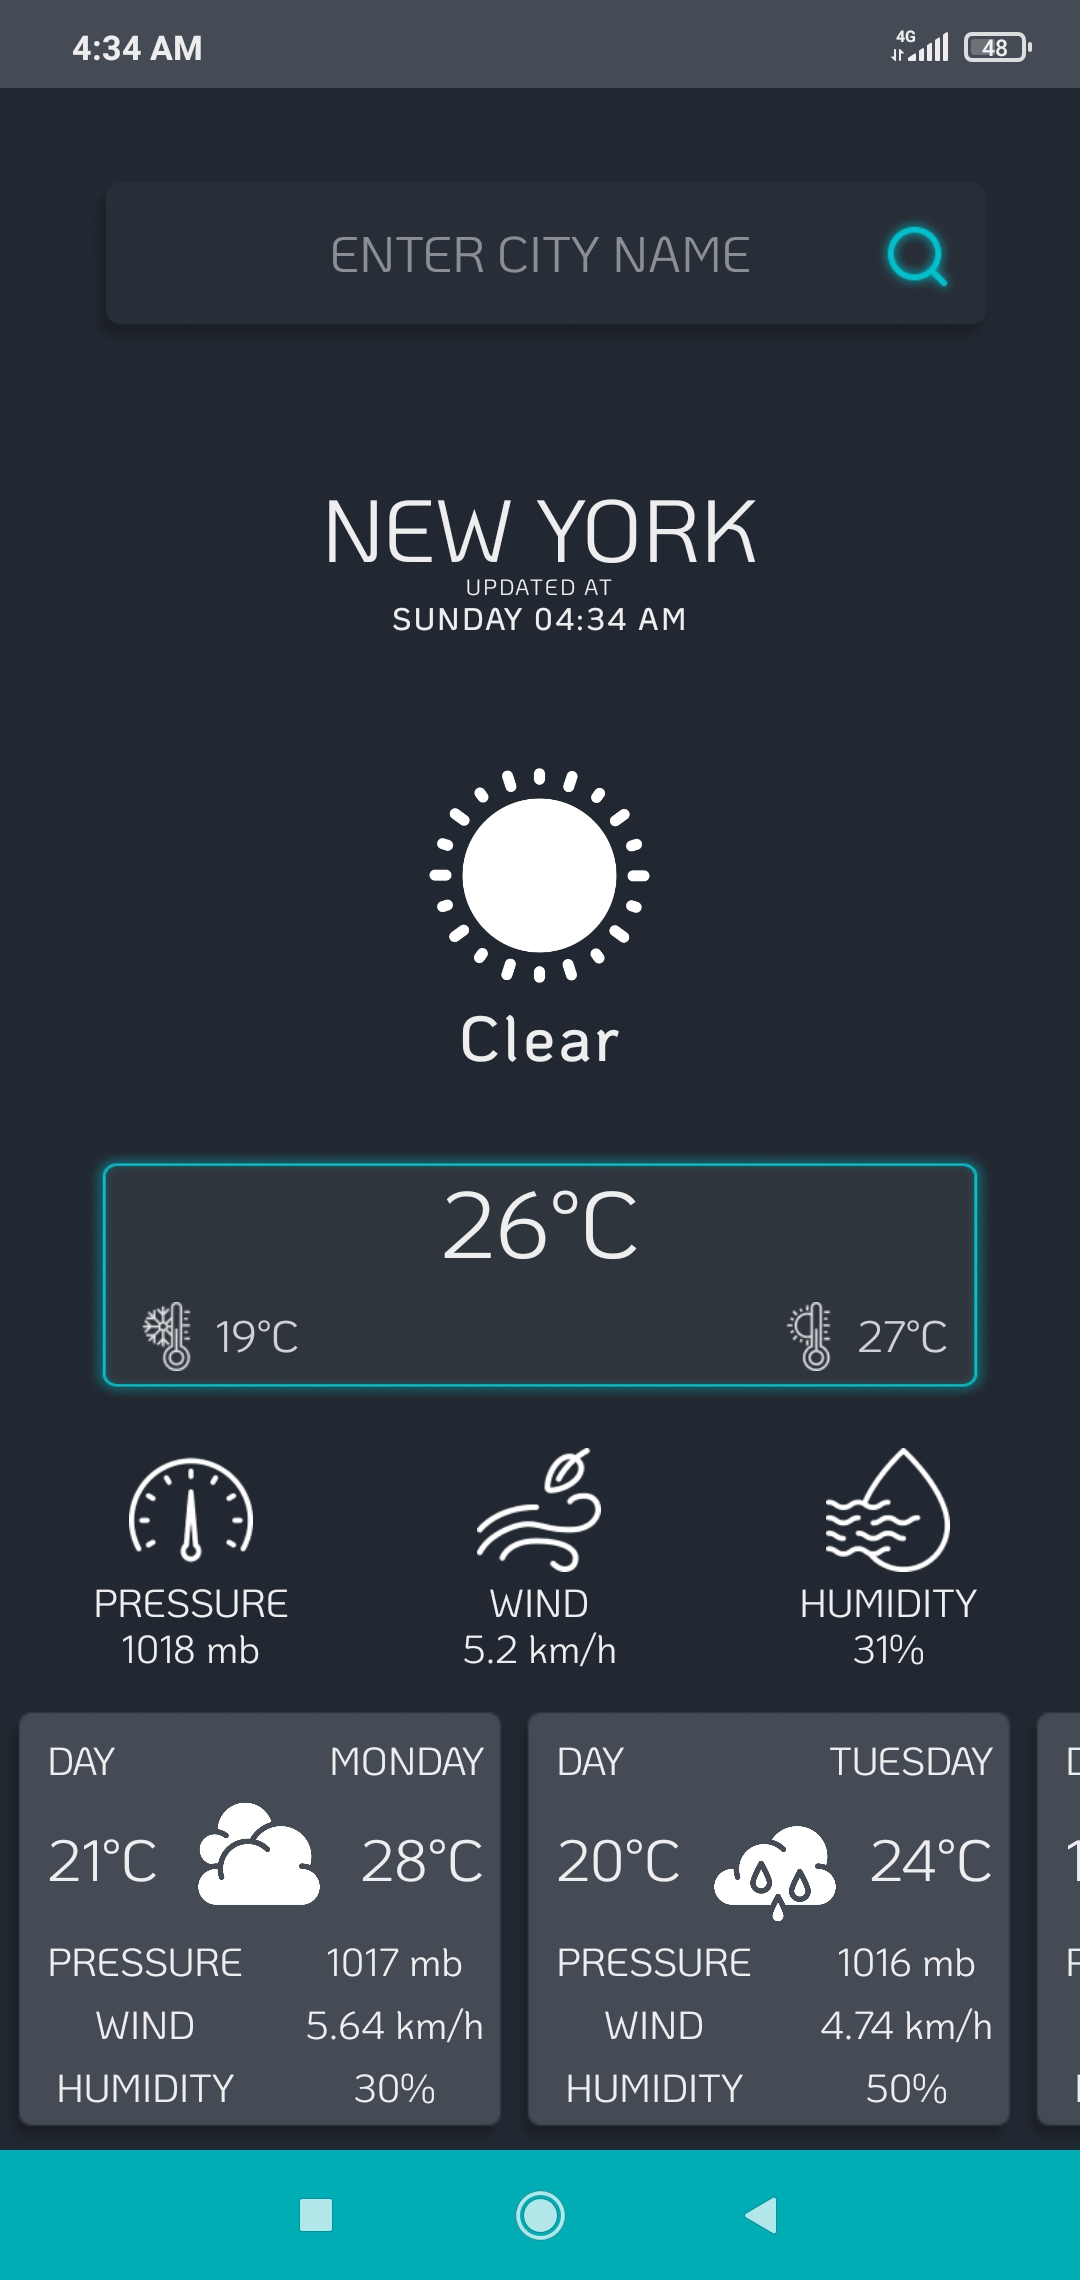 4:34 AM
4G
48
ENTER CITY NAME
NEW YORK
UPDATED AT
SUNDAY 04:34 AM
Clear
26°C
19°C
27°C
PRESSURE
1018 mb
WIND
5.2 km/h
HUMIDITY
31%
DAY MONDAY
21°C 28°C
PRESSURE 1017 mb
WIND 5.64 km/h
HUMIDITY 30%
DAY TUESDAY
20°C 24°C
PRESSURE 1016 mb
WIND 4.74 km/h
HUMIDITY 50%